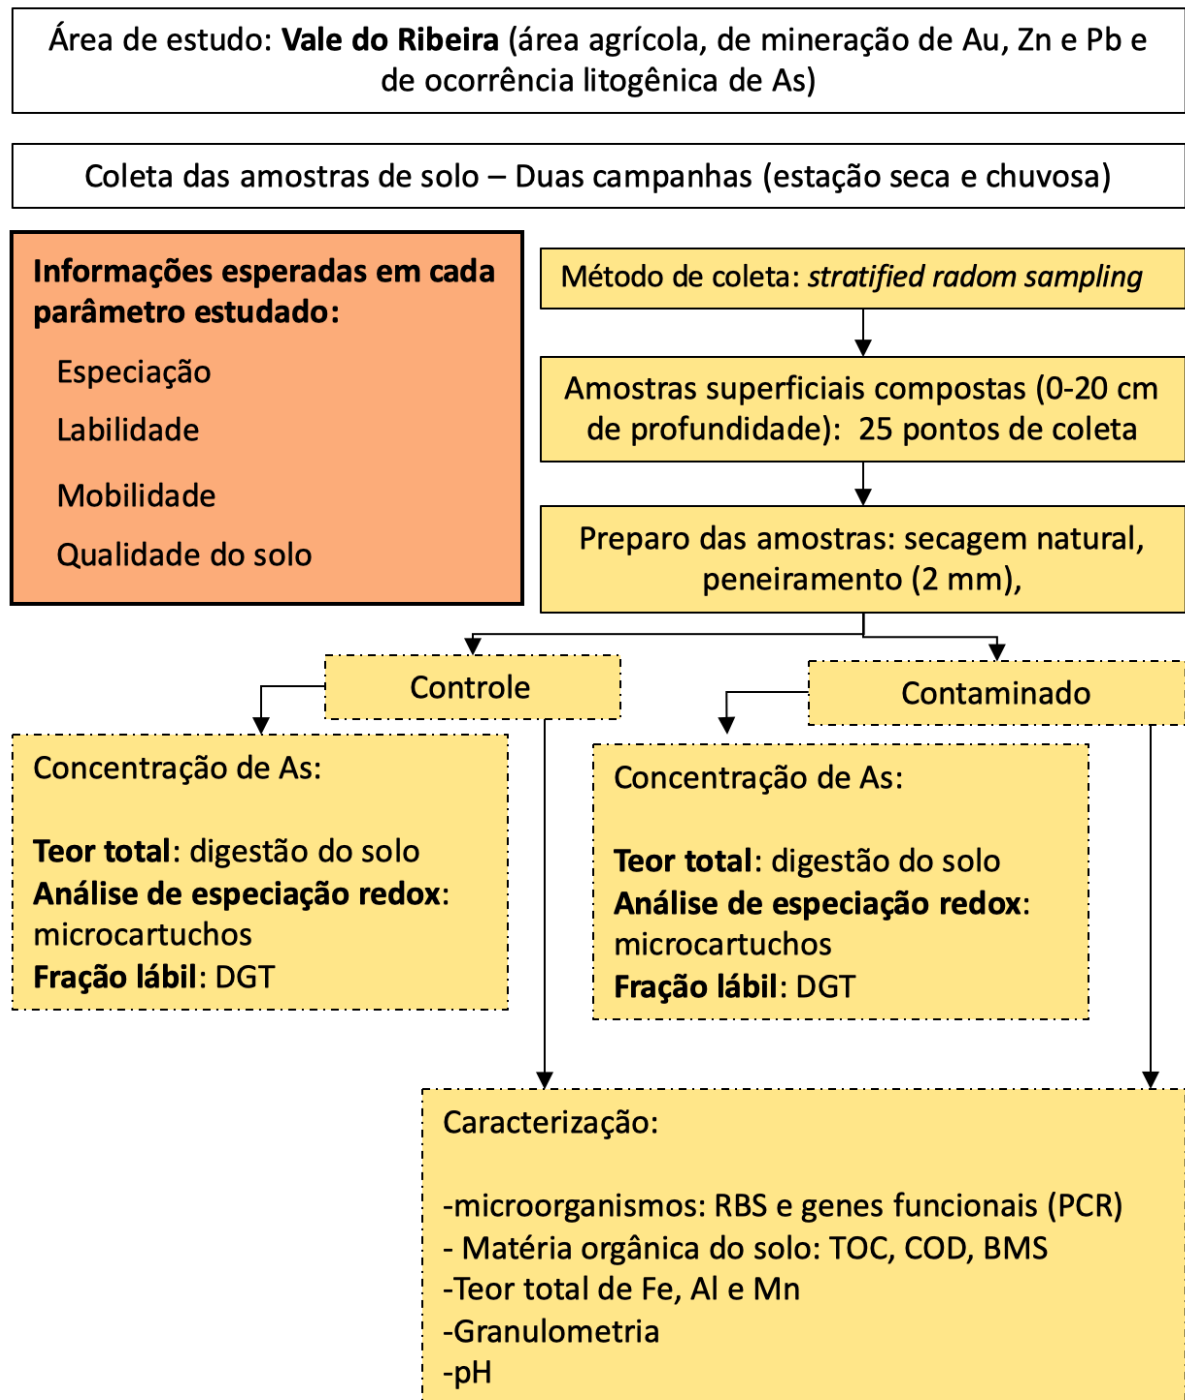 Área de estudo: Vale do Ribeira (área agrícola, de mineração de Au, Zn e Pb e
de ocorrência litogênica de As)
Coleta das amostras de solo – Duas campanhas (estação seca e chuvosa)
Informações esperadas em cada
parâmetro estudado:
Especiação
Labilidade
Mobilidade
Qualidade do solo
Método de coleta: stratified radom sampling
Amostras superficiais compostas (0-20 cm
de profundidade):  25 pontos de coleta
Preparo das amostras: secagem natural,
peneiramento (2 mm),
Controle
Contaminado
Concentração de As:
Teor total: digestão do solo
Análise de especiação redox:
microcartuchos
Fração lábil: DGT
Concentração de As:
Teor total: digestão do solo
Análise de especiação redox:
microcartuchos
Fração lábil: DGT
Caracterização:
-microorganismos: RBS e genes funcionais (PCR)
- Matéria orgânica do solo: TOC, COD, BMS
-Teor total de Fe, Al e Mn
-Granulometria
-pH